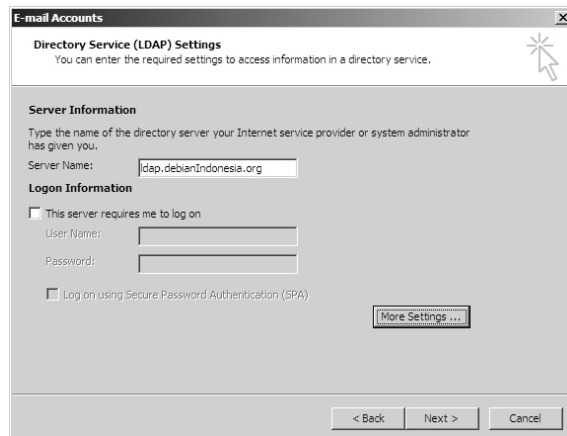 E-mail Accounts
Directory Service (LDAP) Settings
You can enter the required settings to access information in a directory service.
Server Information
Type the name of the directory server your Internet service provider or system administrator
has given you.
Server Name: ldap.debianIndonesia.org
Logon Information
This server requires me to log on
User Name:
Password:
Log on using Secure Password Authentication (SPA)
More Settings ...
< Back Next > Cancel